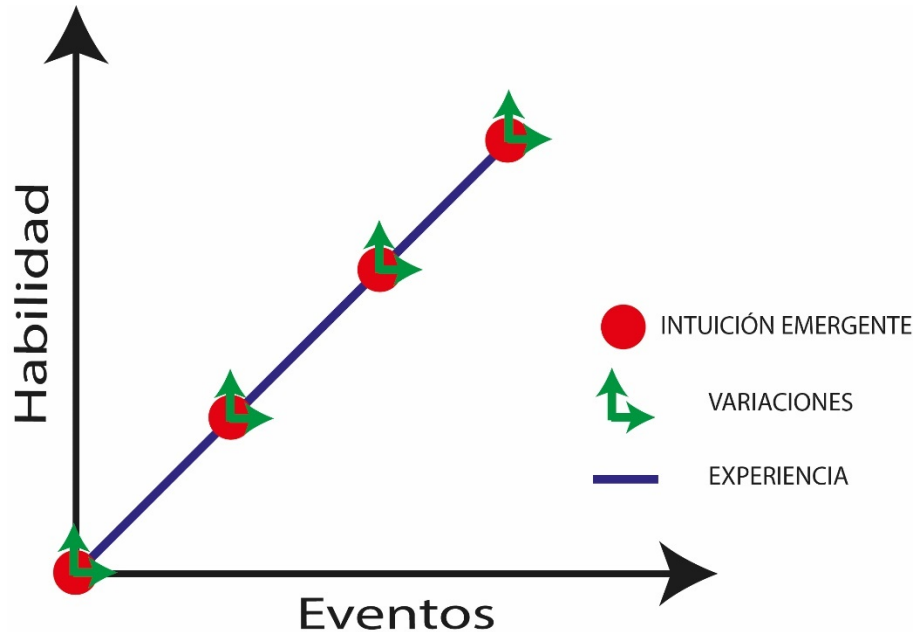 Habilidad
INTUICIÓN EMERGENTE
VARIACIONES
EXPERIENCIA
Eventos